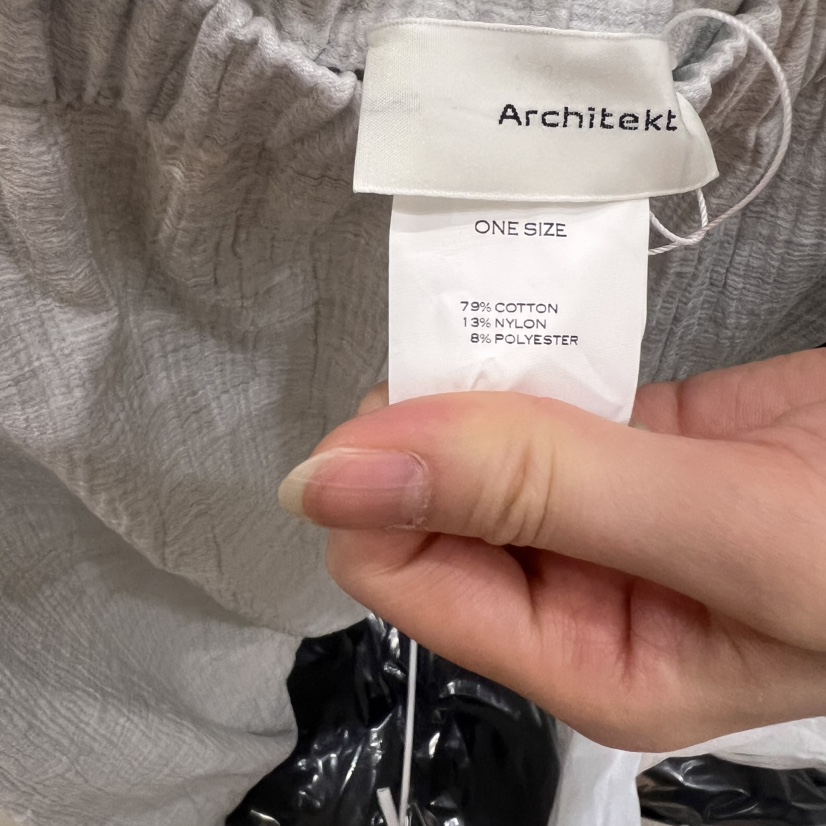 Architekt
ONE SIZE
79% COTTON
13% NYLON
8% POLYESTER